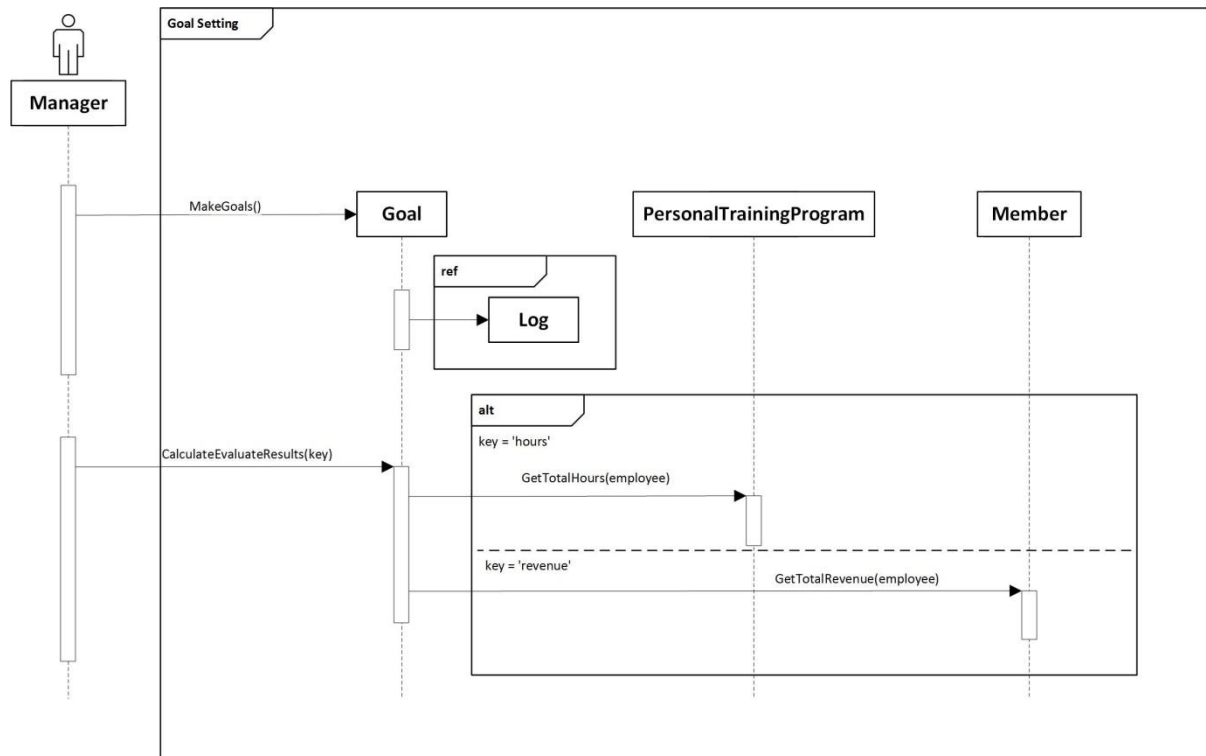 Goal Setting
Manager
MakeGoals()
Goal
PersonalTrainingProgram
Member
ref
Log
alt
key = 'hours'
CalculateEvaluateResults(key)
GetTotalHours(employee)
key = 'revenue'
GetTotalRevenue(employee)